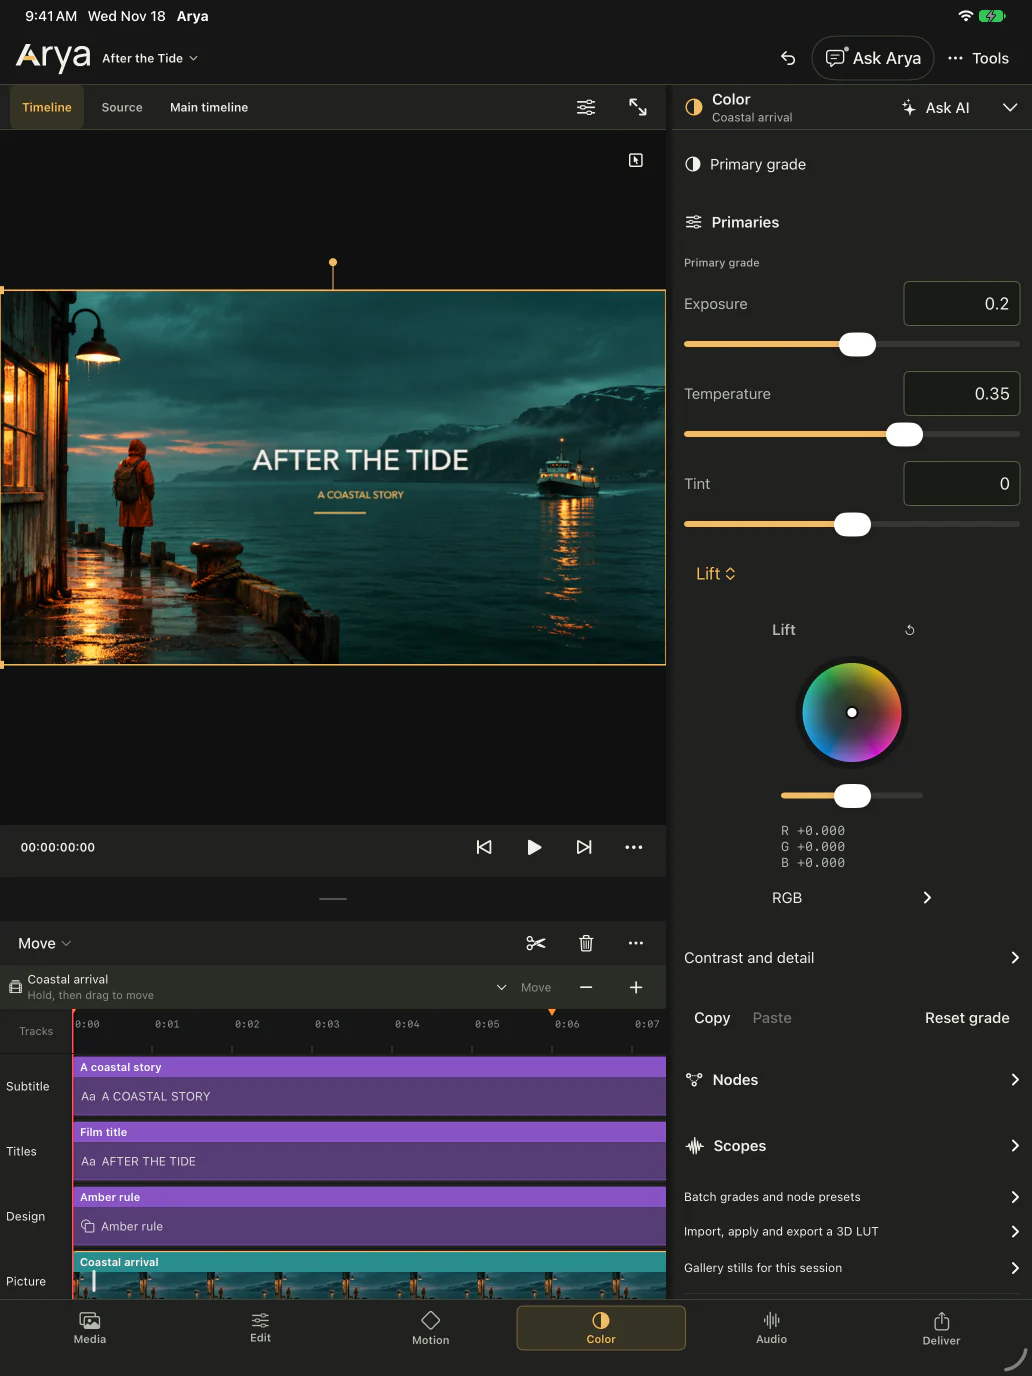 9:41 AM Wed Nov 18 Arya
Arya After the Tide
Ask Arya
Tools
Timeline Source Main timeline
Color
Coastal arrival
Ask AI
Primary grade
Primaries
Primary grade
Exposure 0.2
Temperature 0.35
Tint 0
Lift
Lift
R +0.000
G +0.000
B +0.000
RGB
Contrast and detail
Copy Paste Reset grade
Nodes
Scopes
Batch grades and node presets
Import, apply and export a 3D LUT
Gallery stills for this session
AFTER THE TIDE
A COASTAL STORY
00:00:00:00
Move
Coastal arrival
Hold, then drag to move
Move
Tracks 0:00 0:01 0:02 0:03 0:04 0:05 0:06 0:07
A coastal story
Subtitle Aa A COASTAL STORY
Film title
Titles Aa AFTER THE TIDE
Amber rule
Design Amber rule
Coastal arrival
Picture
Media Edit Motion Color Audio Deliver